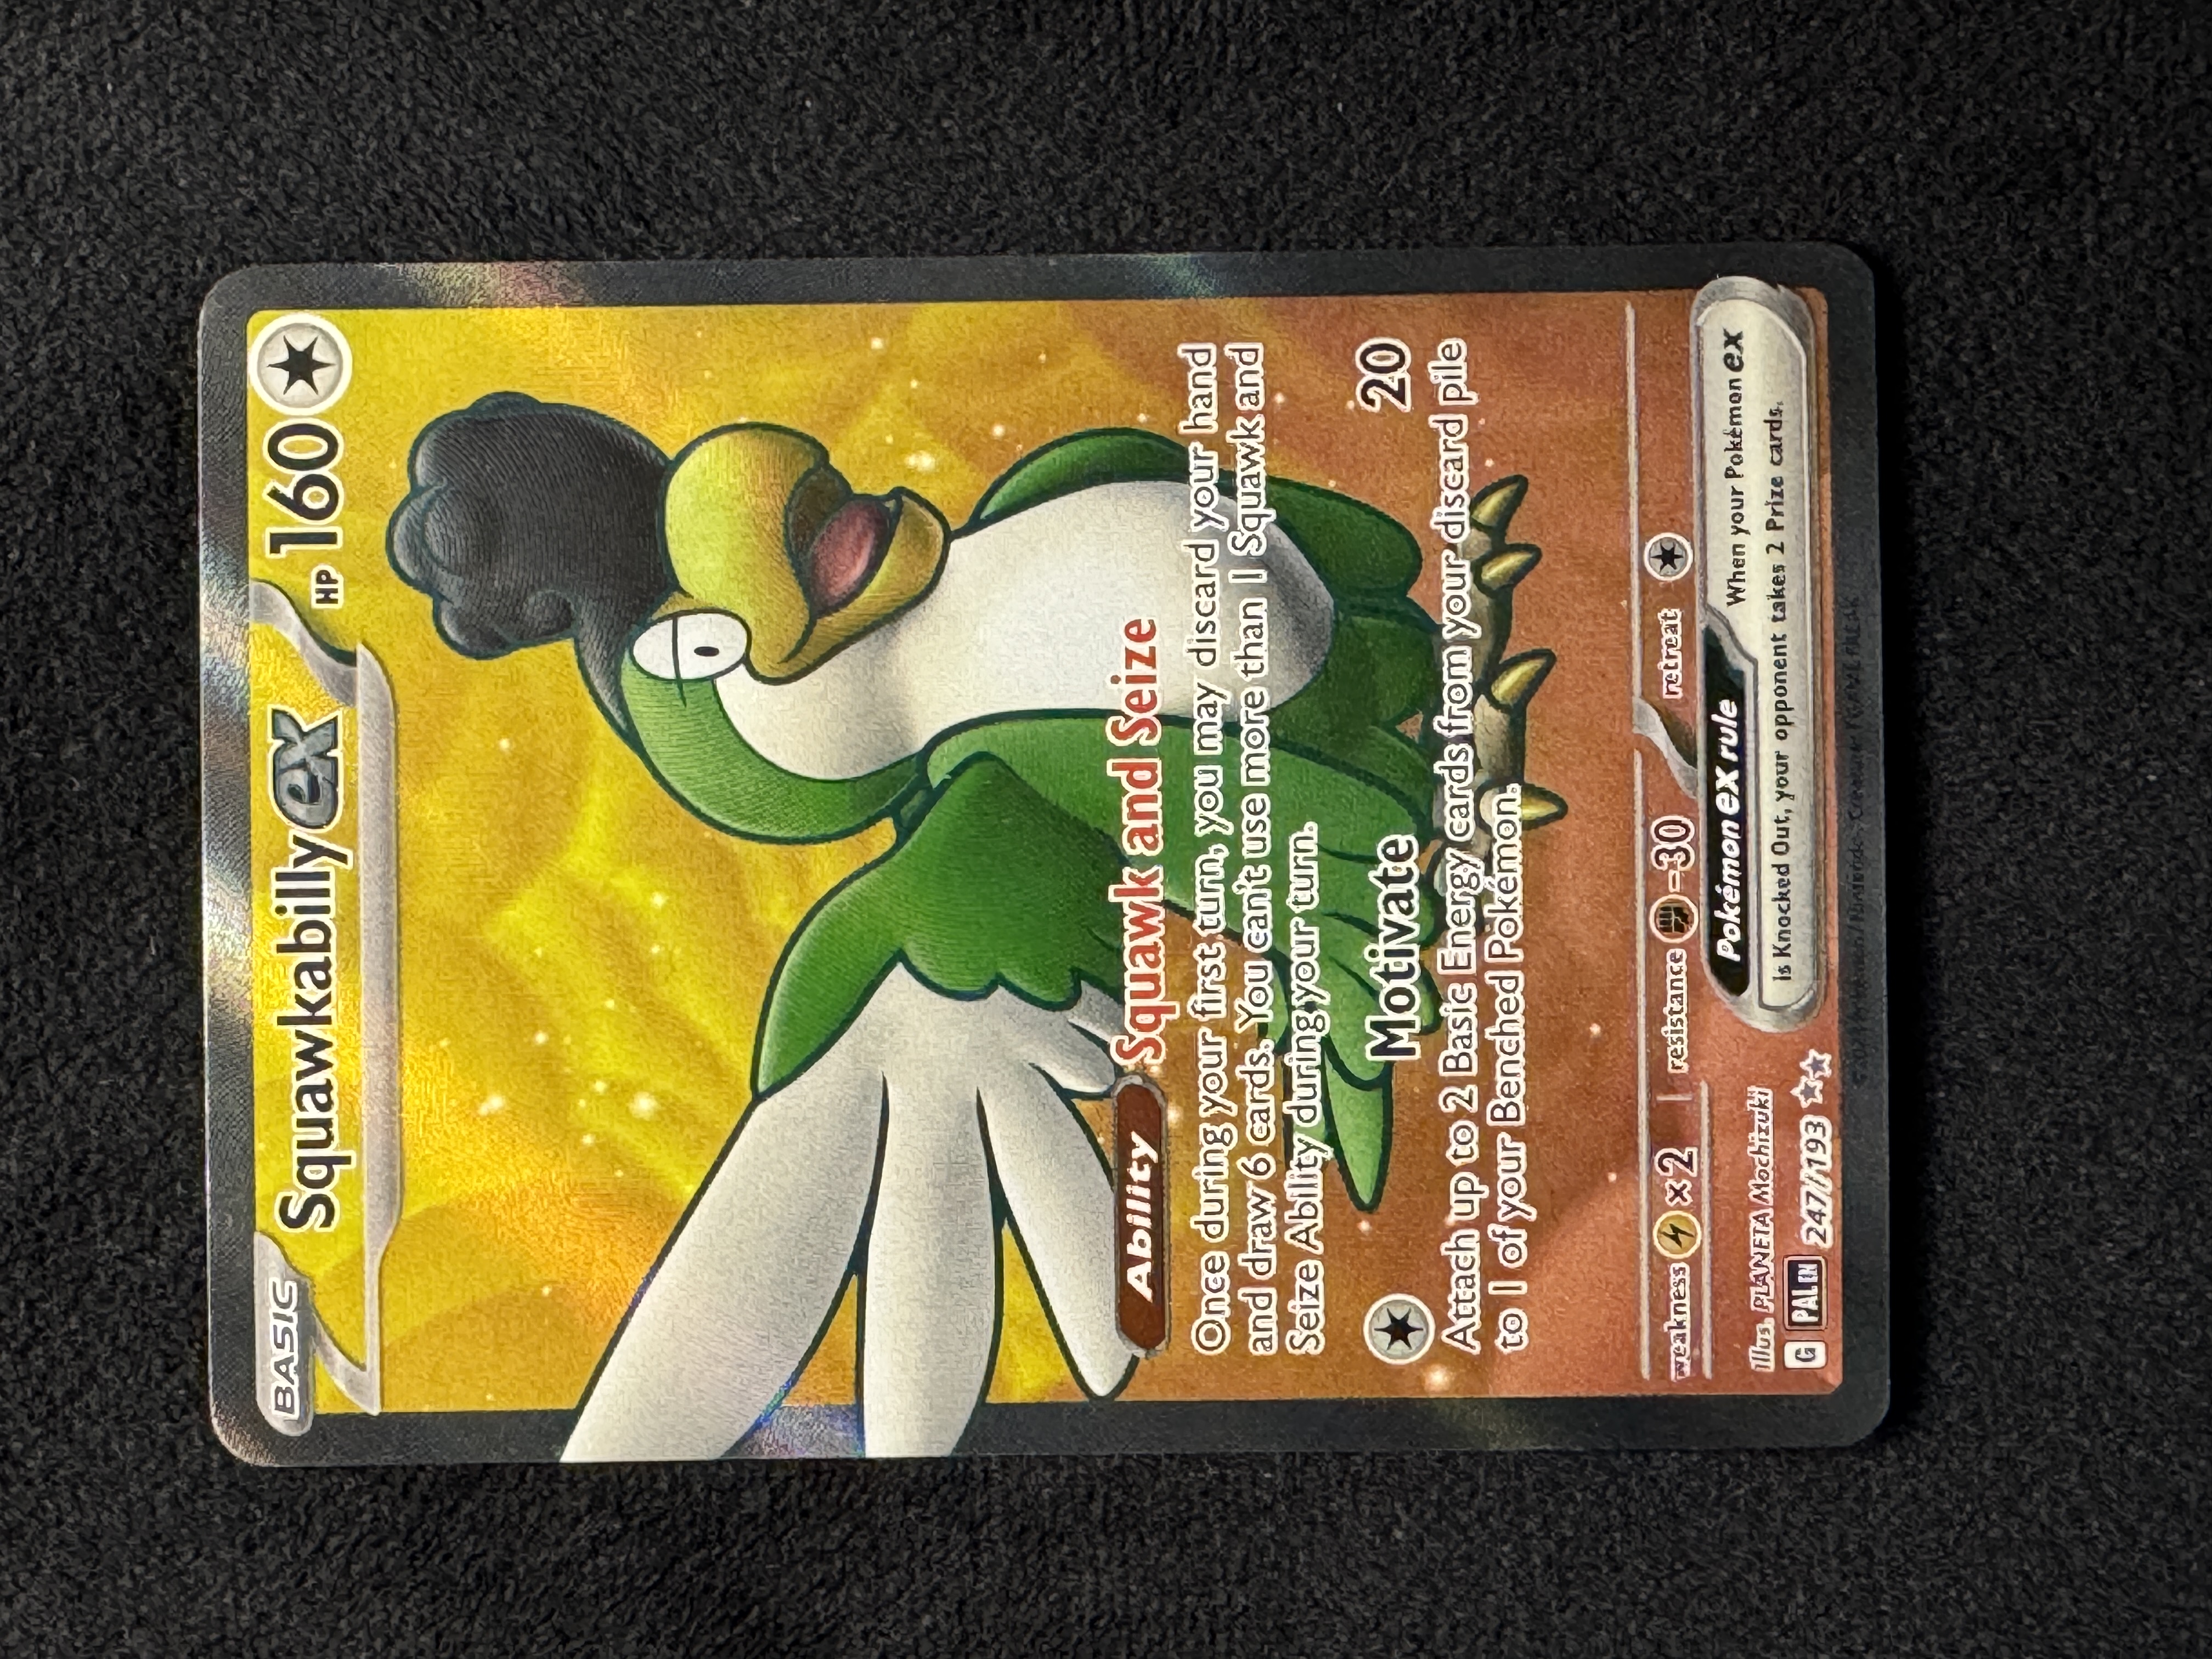 BASIC
Squawkabilly ex HP 160
Ability Squawk and Seize
Once during your first turn, you may discard your hand
and draw 6 cards. You can't use more than 1 Squawk and
Seize Ability during your turn.
Motivate 20
Attach up to 2 Basic Energy cards from your discard pile
to 1 of your Benched Pokémon.
weakness ×2 resistance -30 retreat
Illus. PLANETA Mochizuki
G PAL EN 247/193
Pokémon ex rule When your Pokémon ex
is Knocked Out, your opponent takes 2 Prize cards.